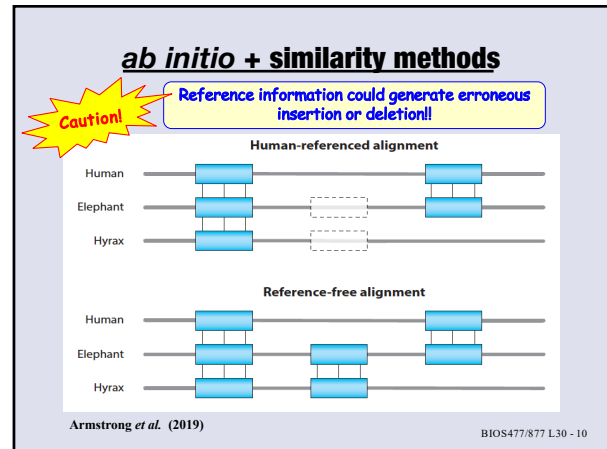 ab initio + similarity methods
Caution!
Reference information could generate erroneous
insertion or deletion!!
Human-referenced alignment
Human
Elephant
Hyrax
Reference-free alignment
Human
Elephant
Hyrax
Armstrong et al. (2019)
BIOS477/877 L30 - 10